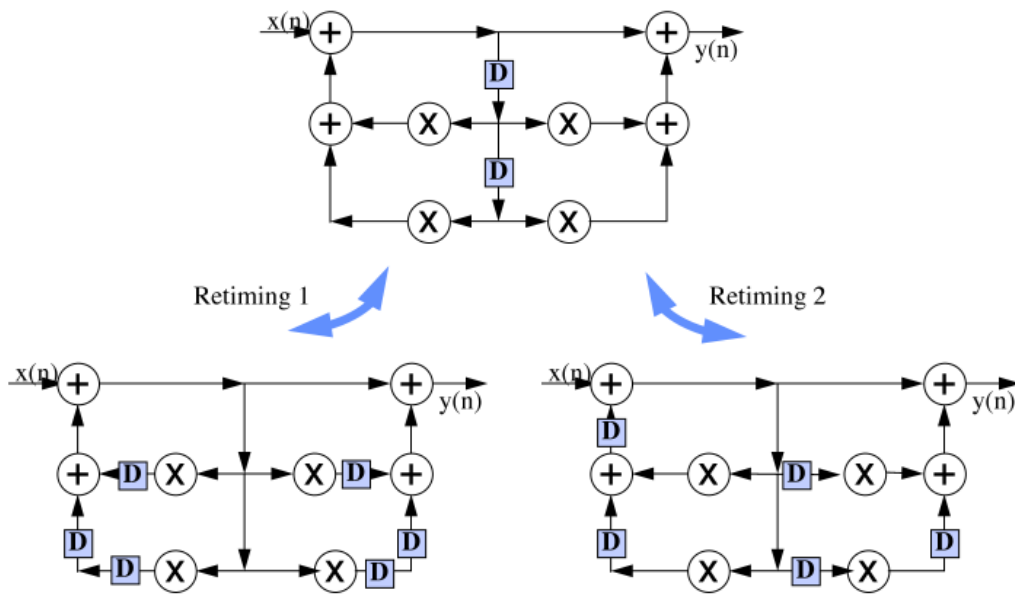 x(n) + +
y(n)
D
+ X X +
D
X X
Retiming 1 Retiming 2
x(n) + + x(n) + +
y(n) y(n)
D
+ D X X D + + X D X +
D D D D
D X X D X D X